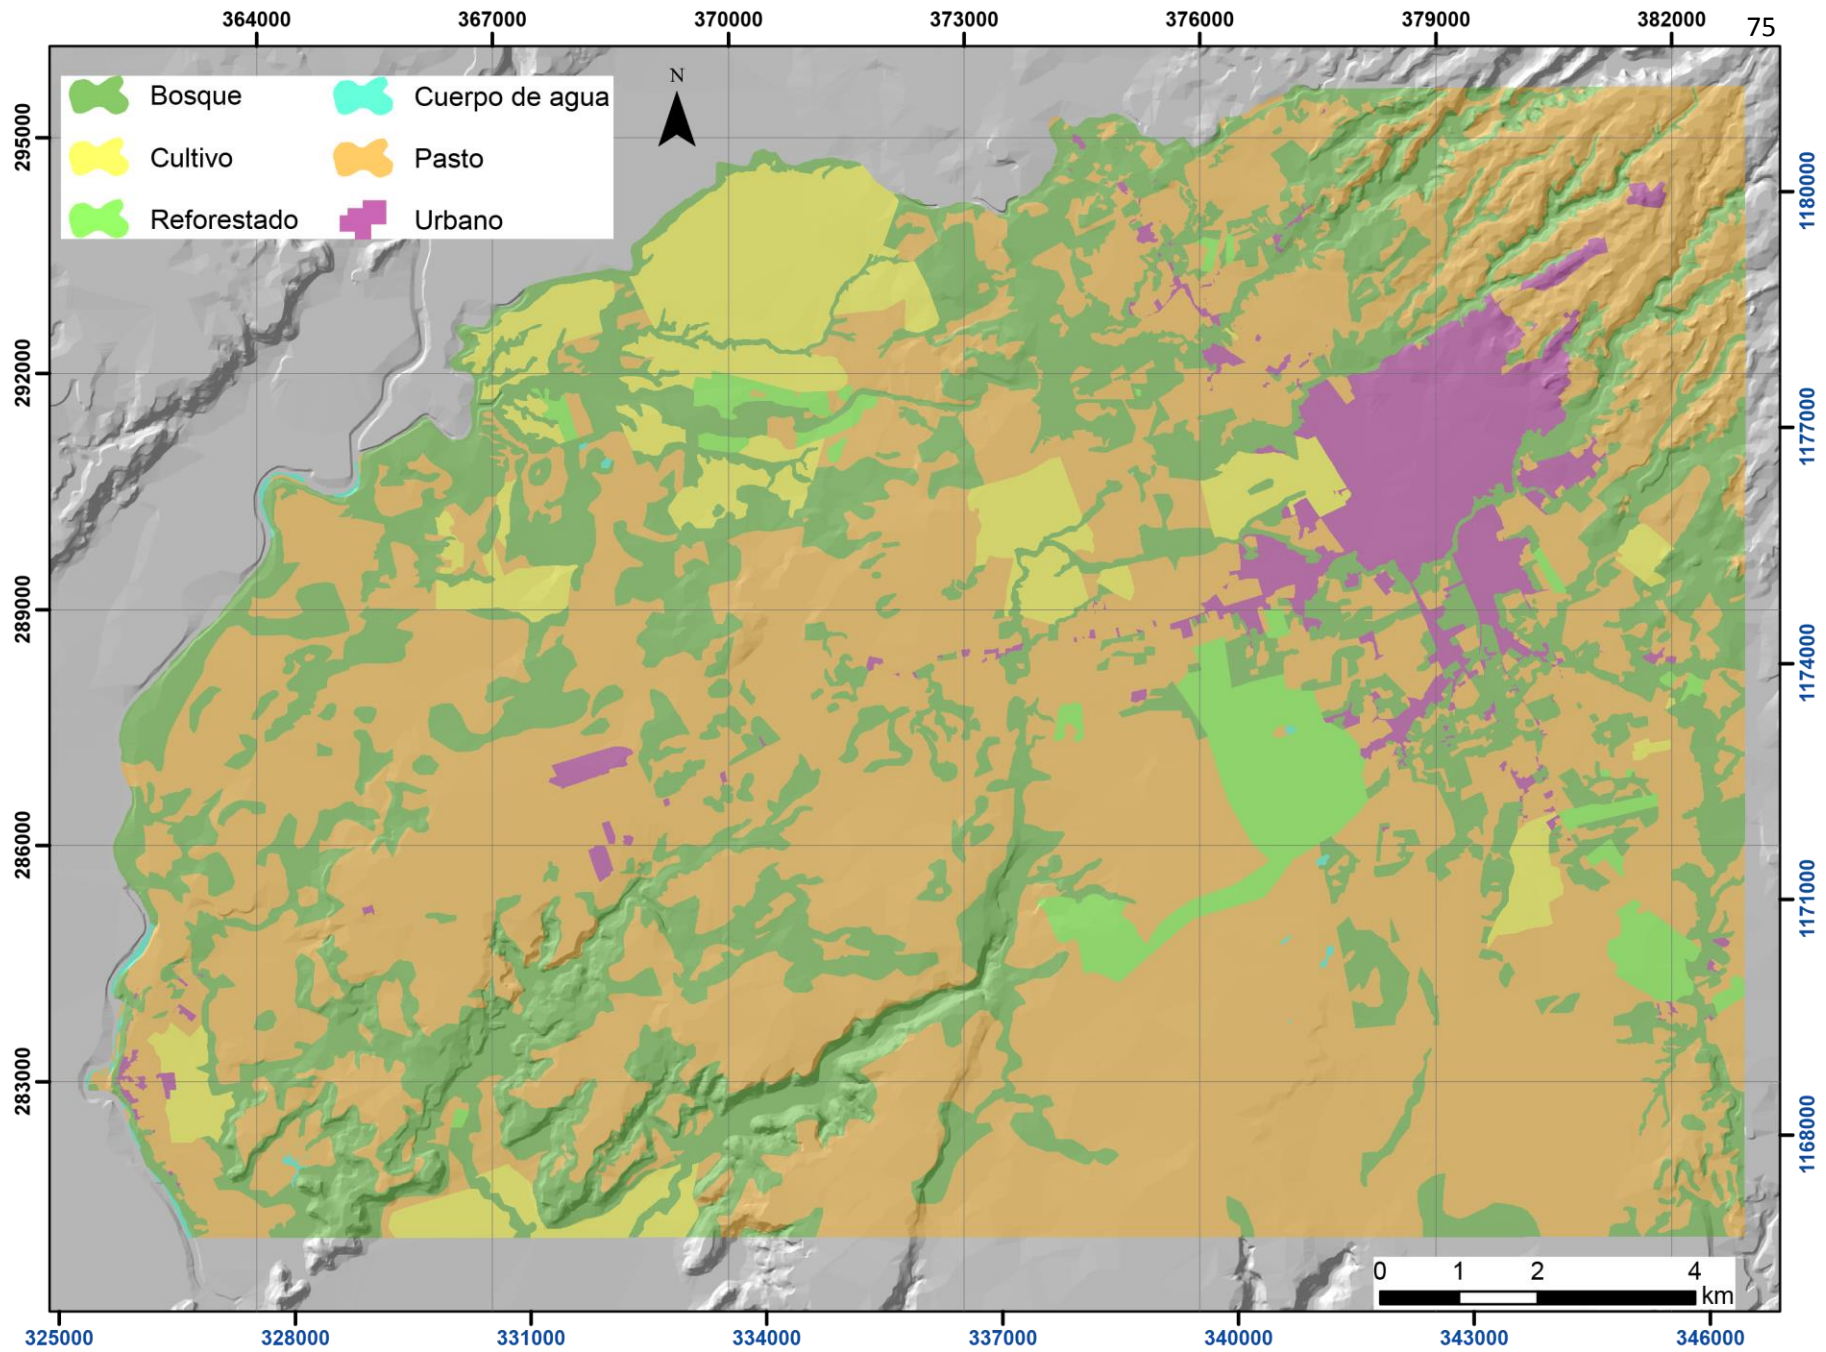 364000 367000 370000 373000 376000 379000 382000 75
N
Bosque Cuerpo de agua
Cultivo Pasto
Reforestado Urbano
295000
292000
289000
286000
283000
1180000
1177000
1174000
1171000
1168000
0 1 2 4
km
325000 328000 331000 334000 337000 340000 343000 346000